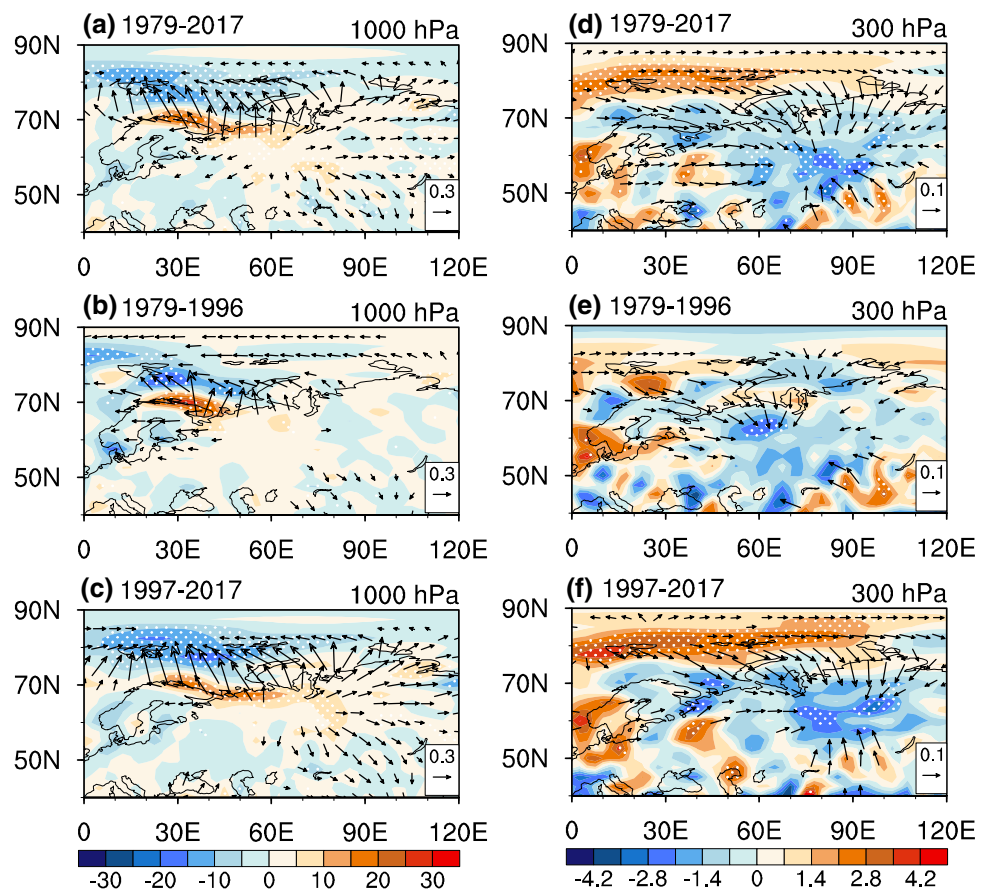 (a) 1979-2017 1000 hPa
90N
70N
50N
0.3
0 30E 60E 90E 120E
(d) 1979-2017 300 hPa
90N
70N
50N
0.1
0 30E 60E 90E 120E
(b) 1979-1996 1000 hPa
90N
70N
50N
0.3
0 30E 60E 90E 120E
(e) 1979-1996 300 hPa
90N
70N
50N
0.1
0 30E 60E 90E 120E
(c) 1997-2017 1000 hPa
90N
70N
50N
0.3
0 30E 60E 90E 120E
(f) 1997-2017 300 hPa
90N
70N
50N
0.1
0 30E 60E 90E 120E
-30 -20 -10 0 10 20 30
-4.2 -2.8 -1.4 0 1.4 2.8 4.2